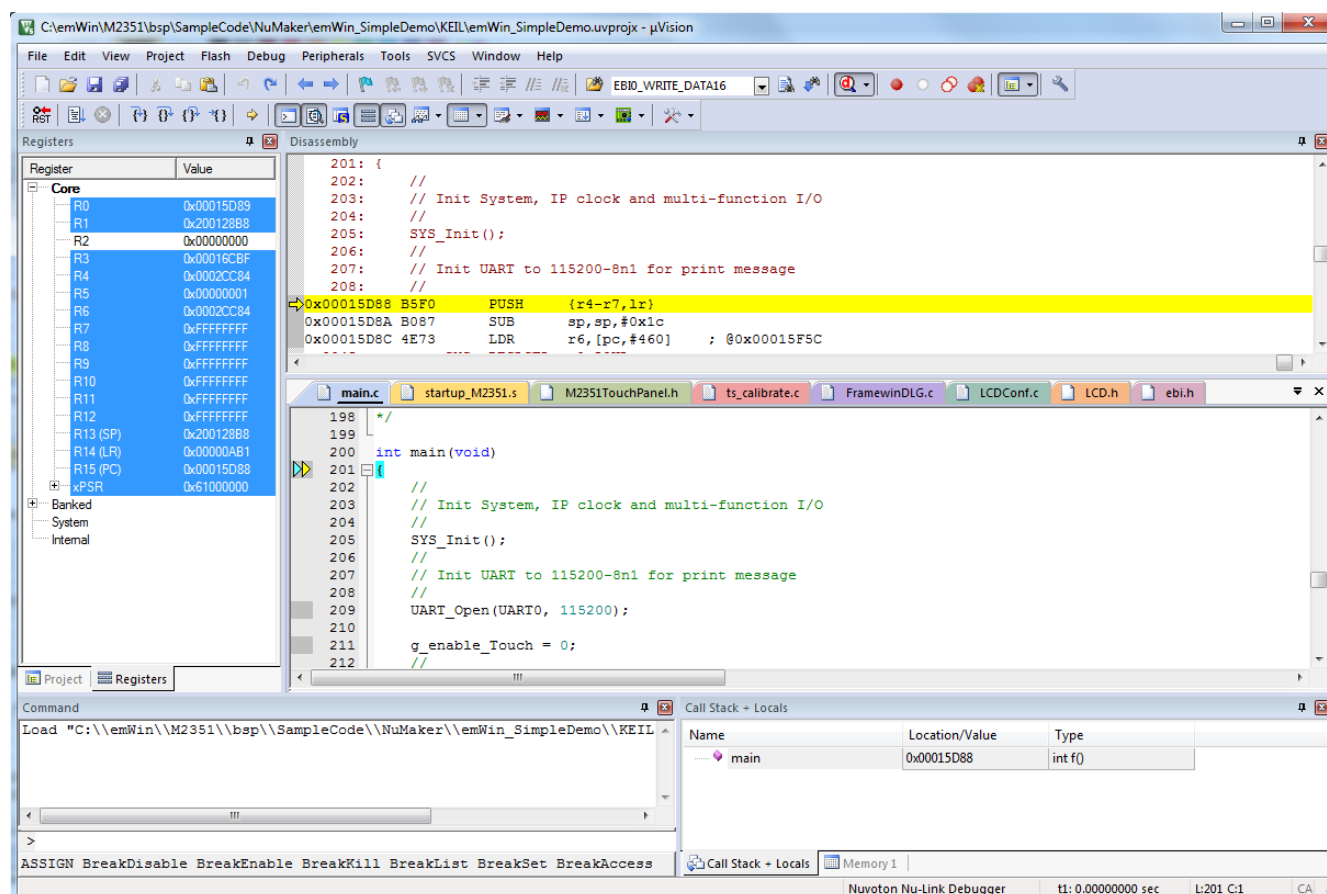 C:\emWin\M2351\bsp\SampleCode\NuMaker\emWin_SimpleDemo\KEIL\emWin_SimpleDemo.uvprojx - µVision
File Edit View Project Flash Debug Peripherals Tools SVCS Window Help
EBI0_WRITE_DATA16
RST
Registers
Register Value
Core
R0 0x00015D89
R1 0x200128B8
R2 0x00000000
R3 0x00016CBF
R4 0x0002CC84
R5 0x00000001
R6 0x0002CC84
R7 0xFFFFFFFF
R8 0xFFFFFFFF
R9 0xFFFFFFFF
R10 0xFFFFFFFF
R11 0xFFFFFFFF
R12 0xFFFFFFFF
R13 (SP) 0x200128B8
R14 (LR) 0x00000AB1
R15 (PC) 0x00015D88
xPSR 0x61000000
Banked
System
Internal
Project Registers
Disassembly
201: {
202: //
203: // Init System, IP clock and multi-function I/O
204: //
205: SYS_Init();
206: //
207: // Init UART to 115200-8n1 for print message
208: //
0x00015D88 B5F0 PUSH {r4-r7,lr}
0x00015D8A B087 SUB sp,sp,#0x1c
0x00015D8C 4E73 LDR r6,[pc,#460] ; @0x00015F5C
main.c startup_M2351.s M2351TouchPanel.h ts_calibrate.c FramewinDLG.c LCDConf.c LCD.h ebi.h
198 */
199
200 int main(void)
201 {
202 //
203 // Init System, IP clock and multi-function I/O
204 //
205 SYS_Init();
206 //
207 // Init UART to 115200-8n1 for print message
208 //
209 UART_Open(UART0, 115200);
210
211 g_enable_Touch = 0;
212 //
Command
Load "C:\\emWin\\M2351\\bsp\\SampleCode\\NuMaker\\emWin_SimpleDemo\\KEIL
>
ASSIGN BreakDisable BreakEnable BreakKill BreakList BreakSet BreakAccess
Call Stack + Locals
Name Location/Value Type
main 0x00015D88 int f()
Call Stack + Locals Memory 1
Nuvoton Nu-Link Debugger t1: 0.00000000 sec L:201 C:1 CA